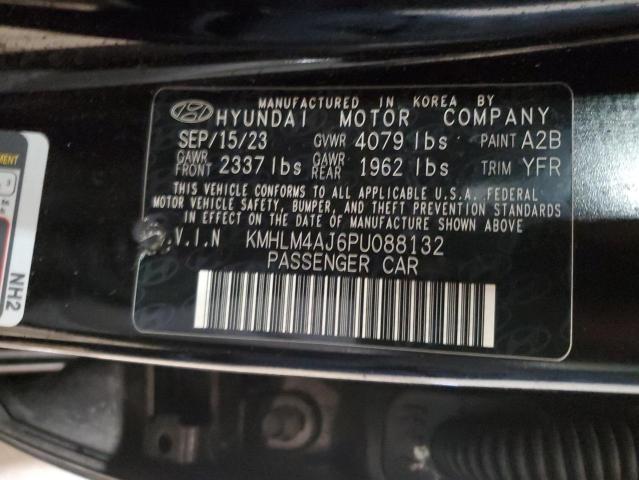 MANUFACTURED IN KOREA BY
HYUNDAI MOTOR COMPANY
SEP/15/23 GVWR 4079 lbs PAINT A2B
GAWR FRONT 2337 lbs GAWR REAR 1962 lbs TRIM YFR
THIS VEHICLE CONFORMS TO ALL APPLICABLE U.S.A. FEDERAL
MOTOR VEHICLE SAFETY, BUMPER, AND THEFT PREVENTION STANDARDS
IN EFFECT ON THE DATE OF MANUFACTURE SHOWN ABOVE
V.I.N KMHLM4AJ6PU088132
PASSENGER CAR
NH2